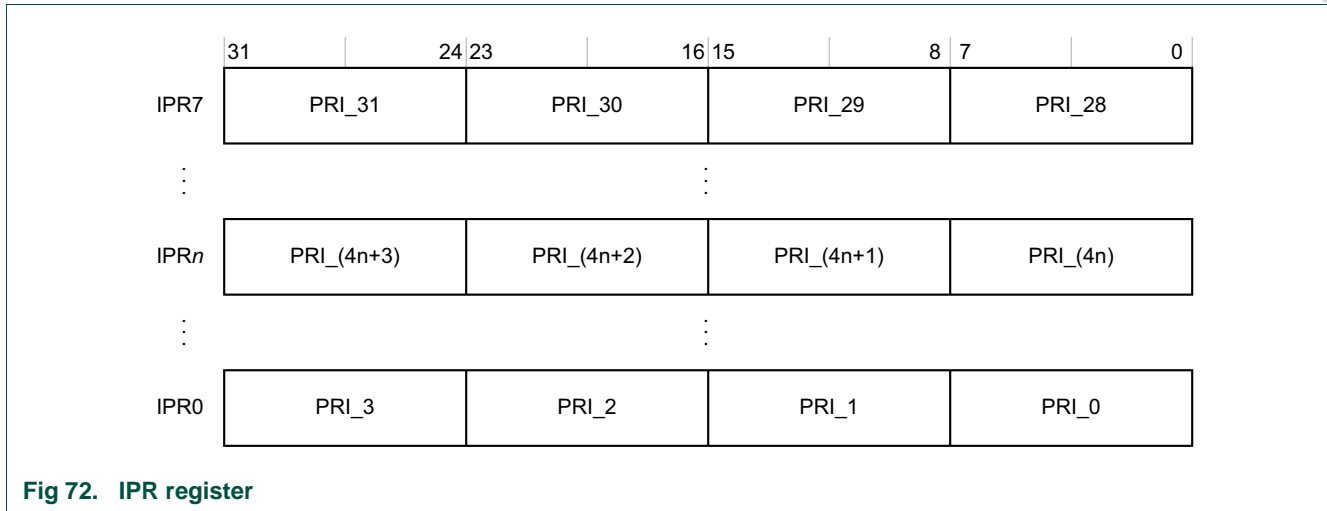 31 24 23 16 15 8 7 0
IPR7 PRI_31 PRI_30 PRI_29 PRI_28
IPRn PRI_(4n+3) PRI_(4n+2) PRI_(4n+1) PRI_(4n)
IPR0 PRI_3 PRI_2 PRI_1 PRI_0
Fig 72. IPR register